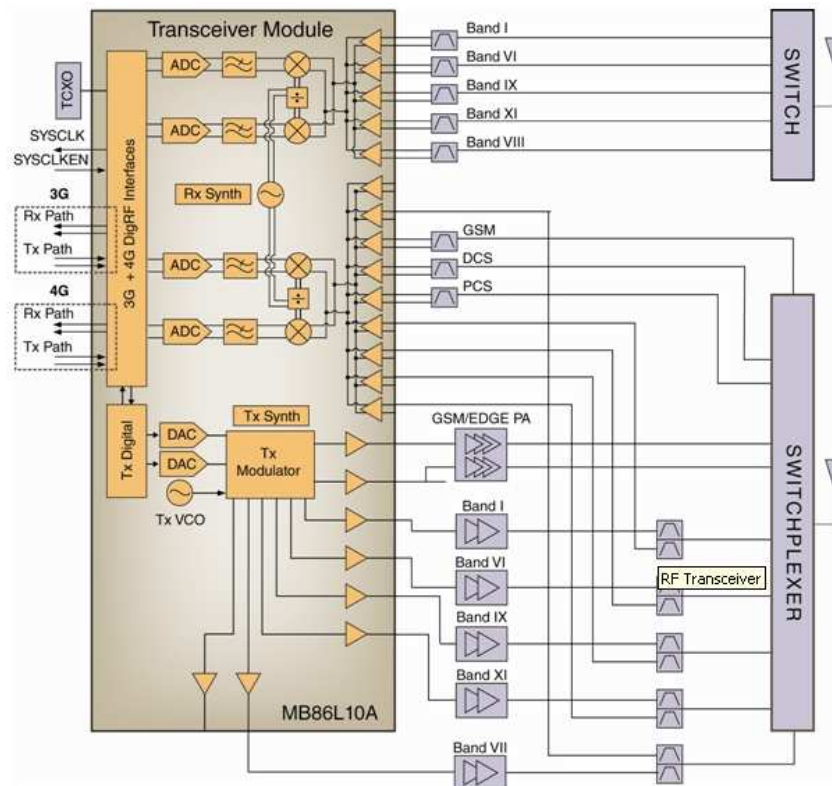 Transceiver Module
TCXO
SYSCLK
SYSCLKEN
3G
Rx Path
Tx Path
4G
Rx Path
Tx Path
3G + 4G DigRF Interfaces
ADC
ADC
Rx Synth
ADC
ADC
÷
÷
Tx Digital
DAC
DAC
Tx Synth
Tx
Modulator
Tx VCO
MB86L10A
Band I
Band VI
Band IX
Band XI
Band VIII
SWITCH
GSM
DCS
PCS
GSM/EDGE PA
Band I
Band VI
RF Transceiver
Band IX
Band XI
Band VII
SWITCHPLEXER